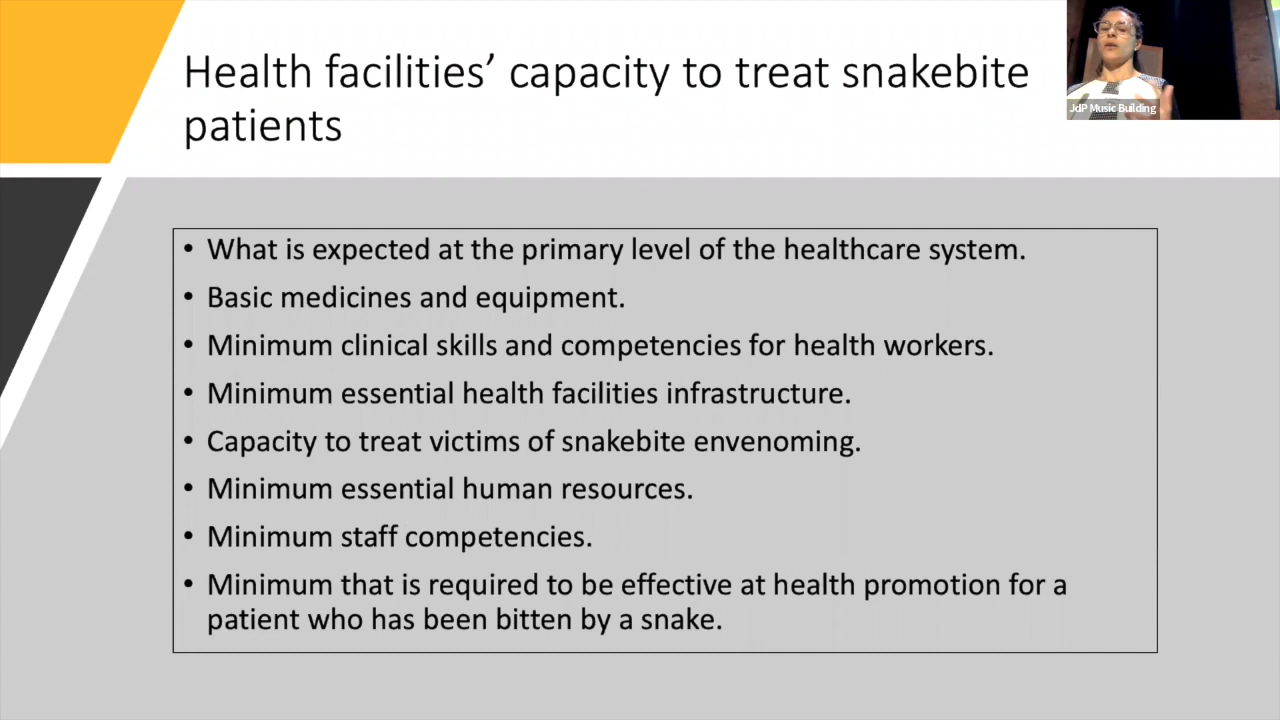 Health facilities’ capacity to treat snakebite
patients
JdP Music Building
• What is expected at the primary level of the healthcare system.
• Basic medicines and equipment.
• Minimum clinical skills and competencies for health workers.
• Minimum essential health facilities infrastructure.
• Capacity to treat victims of snakebite envenoming.
• Minimum essential human resources.
• Minimum staff competencies.
• Minimum that is required to be effective at health promotion for a
patient who has been bitten by a snake.